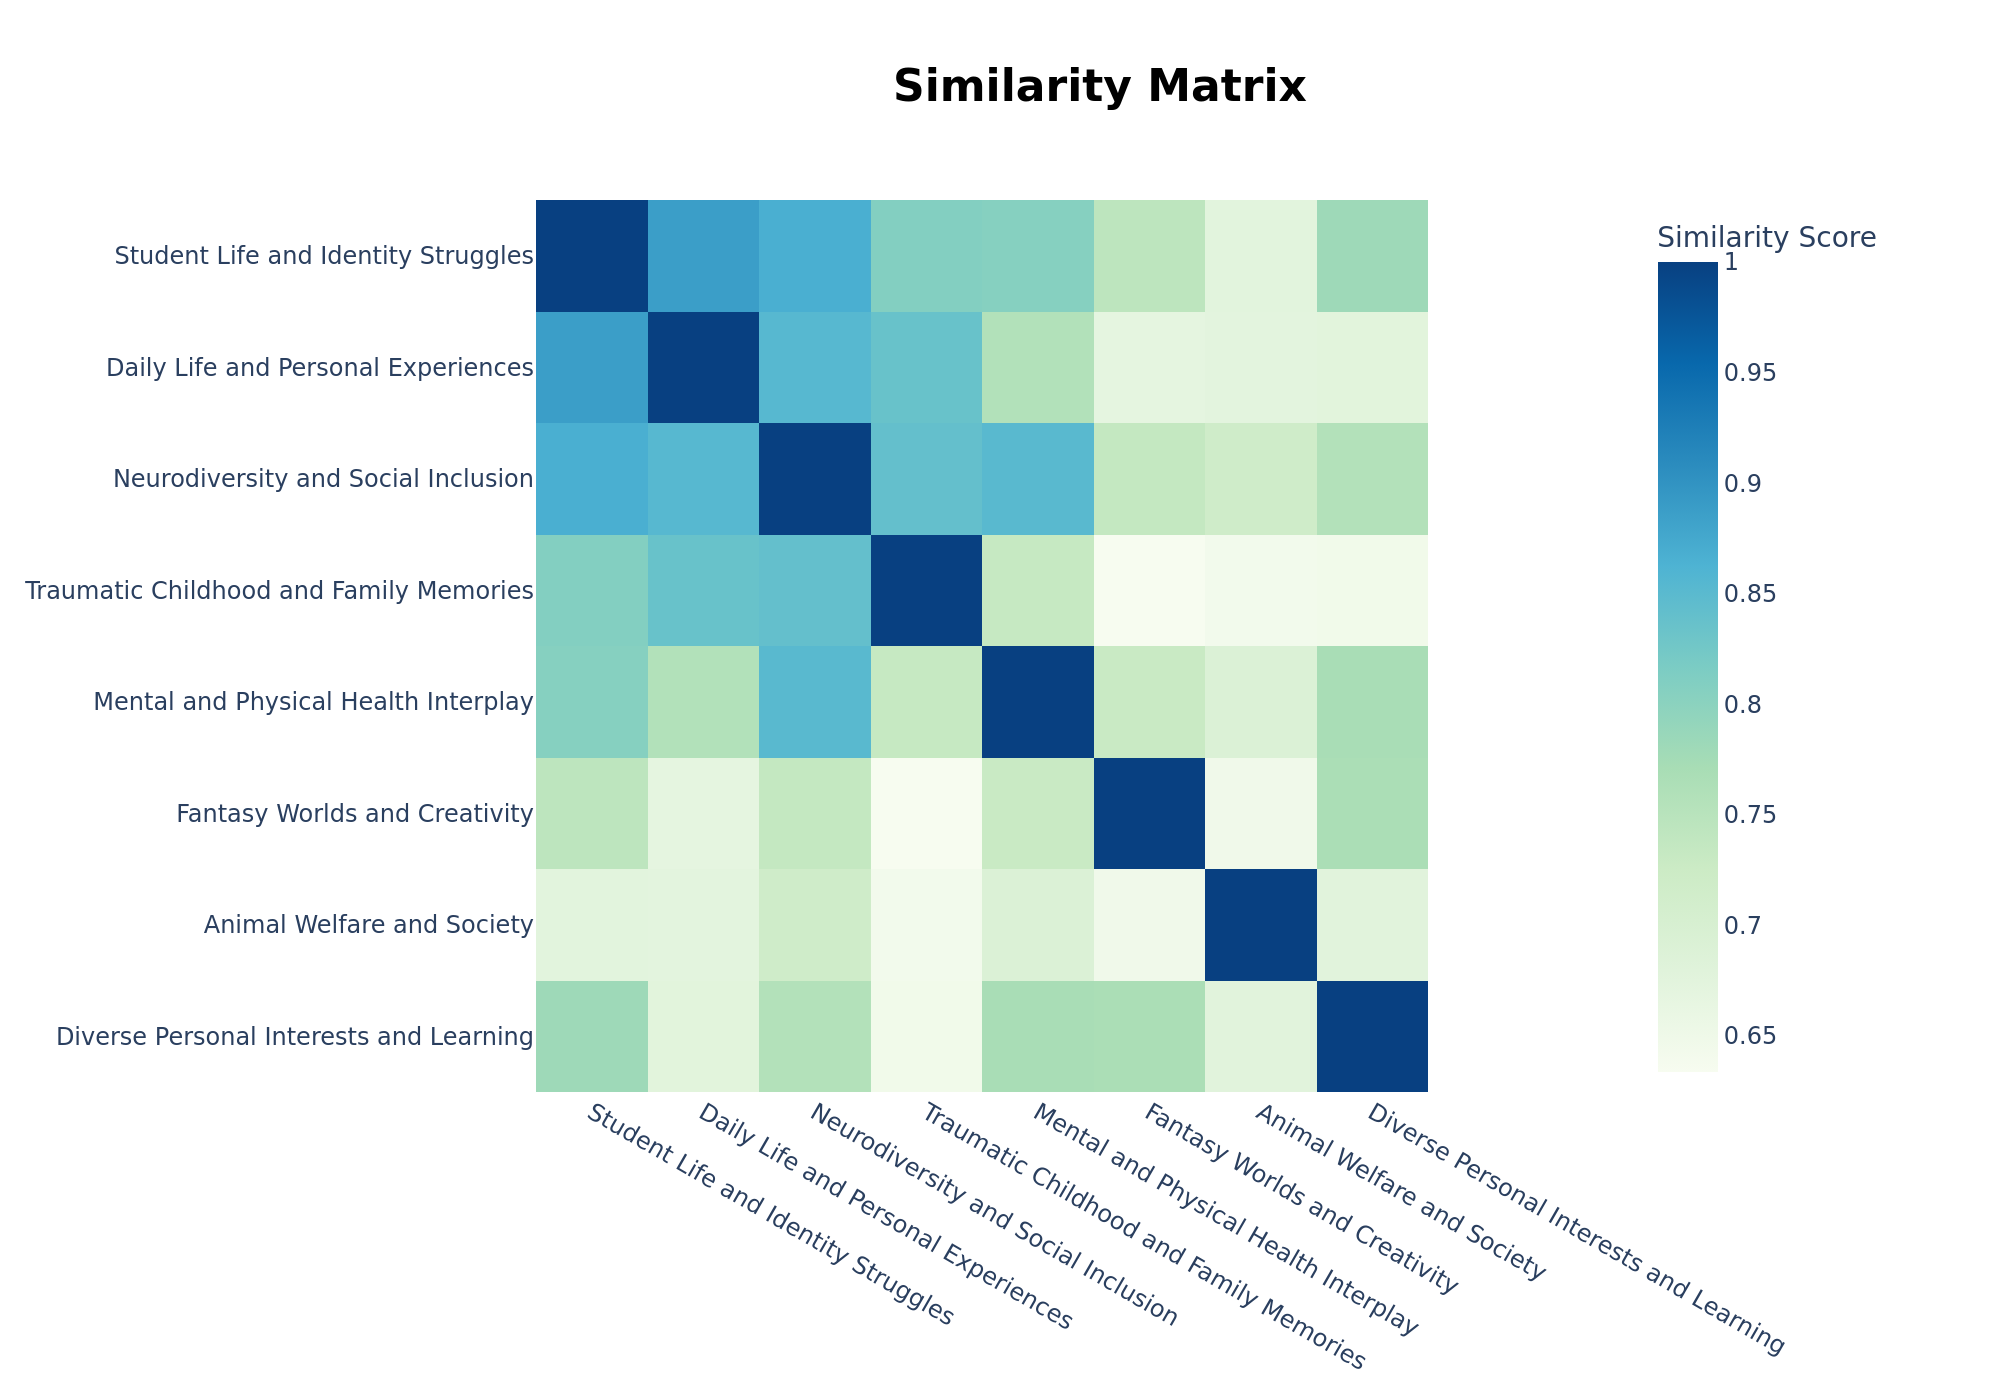 Similarity Matrix
Student Life and Identity Struggles
Daily Life and Personal Experiences
Neurodiversity and Social Inclusion
Traumatic Childhood and Family Memories
Mental and Physical Health Interplay
Fantasy Worlds and Creativity
Animal Welfare and Society
Diverse Personal Interests and Learning
Student Life and Identity Struggles
Daily Life and Personal Experiences
Neurodiversity and Social Inclusion
Traumatic Childhood and Family Memories
Mental and Physical Health Interplay
Fantasy Worlds and Creativity
Animal Welfare and Society
Diverse Personal Interests and Learning
Similarity Score
1
0.95
0.9
0.85
0.8
0.75
0.7
0.65